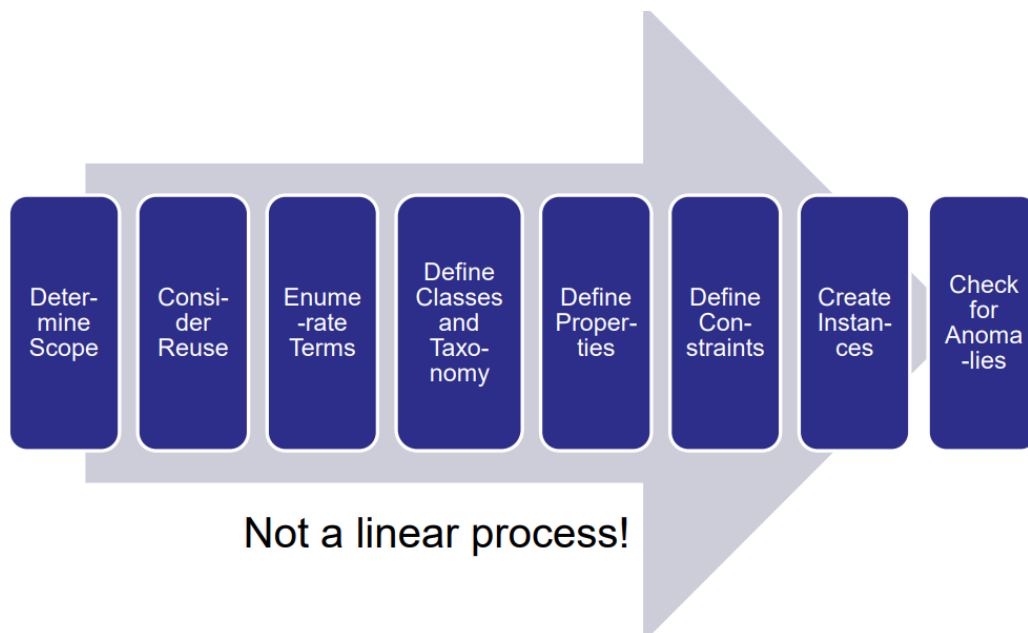 Deter-
mine
Scope
Consi-
der
Reuse
Enume
-rate
Terms
Define
Classes
and
Taxo-
nomy
Define
Proper-
ties
Define
Con-
straints
Create
Instan-
ces
Check
for
Anoma
-lies
Not a linear process!